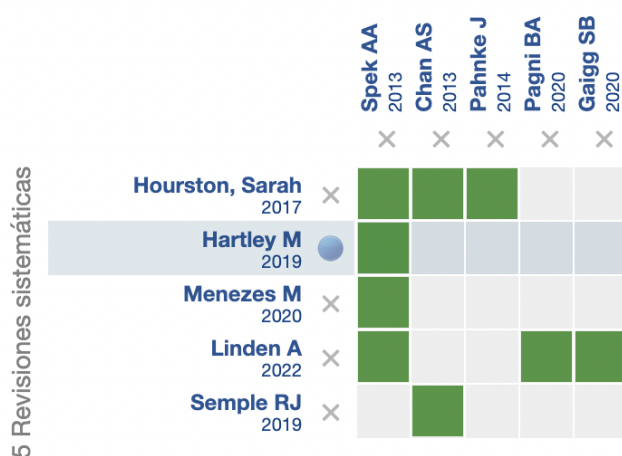 Spek AA
2013
Chan AS
2013
Pahnke J
2014
Pagni BA
2020
Gaigg SB
2020
5 Revisiones sistemáticas
Hourston, Sarah
2017
Hartley M
2019
Menezes M
2020
Linden A
2022
Semple RJ
2019